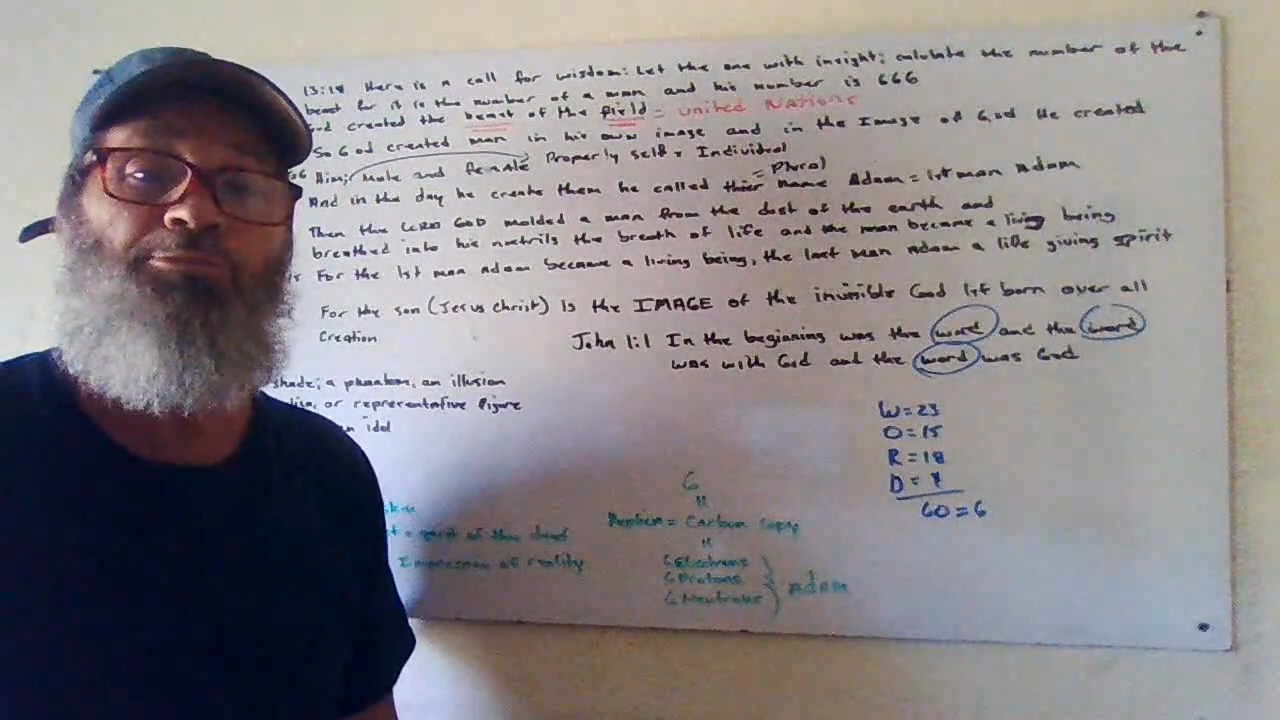 13:18 Here is a call for wisdom: Let the one with insight; calulate the number of the
beast for it is the number of a man and his number is 666
God created the beast of the field = united Nations
So God created man in his own image and in the Image of God He created
Him; Male and female Properly self = Individual
= Plural
And in the day he create them he called thier name Adam = 1st man Adam
Then the LORD GOD molded a man from the dust of the earth and
breathed into his nostrils the breath of life and the man became a living being
For the 1st man Adam became a living being, the last man Adam a life giving spirit
For the son (Jesus christ) Is the IMAGE of the invisible God 1st born over all
Creation
John 1:1 In the beginning was the word and the word
was with God and the word was God
shade; a phantom, an illusion
or representative figure
an idol
W = 23
O = 15
R = 18
D = 4
60 = 6
6
=
= Carbon Copy
=
6 Electrons
6 Protons
6 Neutrons
Adam
= spirit of the dead
Impression of reality